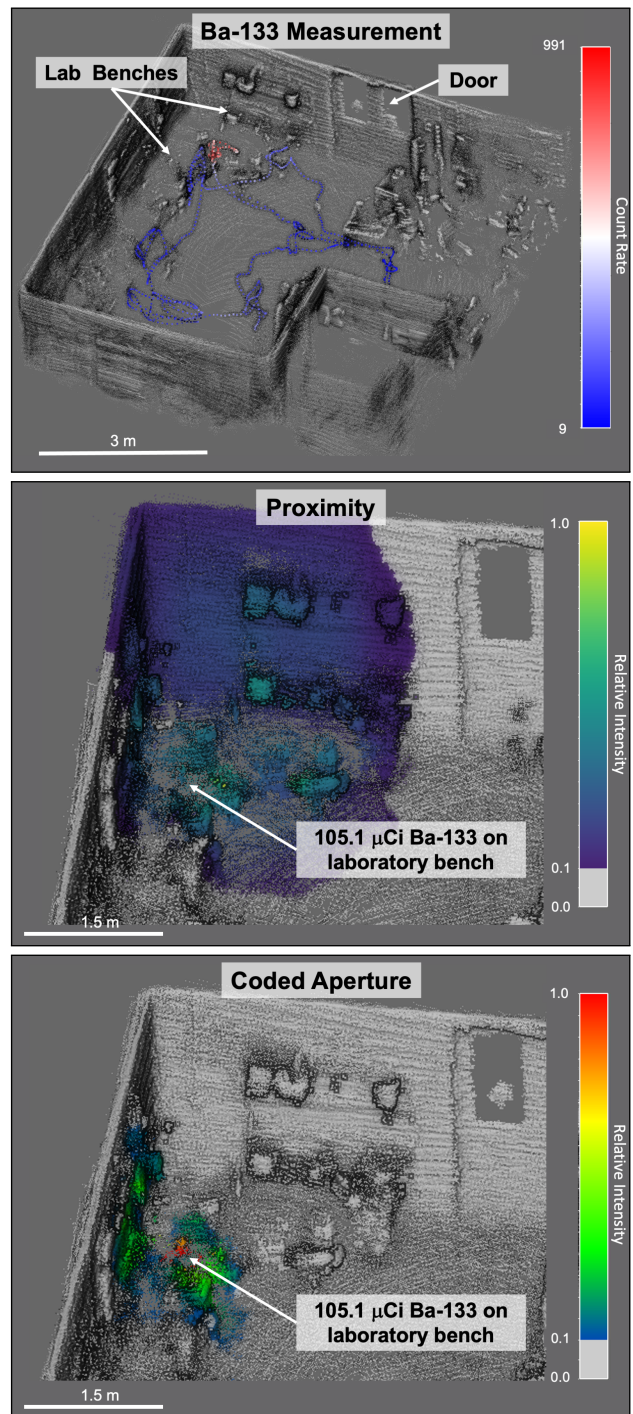 Ba-133 Measurement
Lab Benches
Door
991
Count Rate
9
3 m
Proximity
1.0
Relative Intensity
0.1
0.0
105.1 μCi Ba-133 on
laboratory bench
1.5 m
Coded Aperture
1.0
Relative Intensity
0.1
0.0
105.1 μCi Ba-133 on
laboratory bench
1.5 m